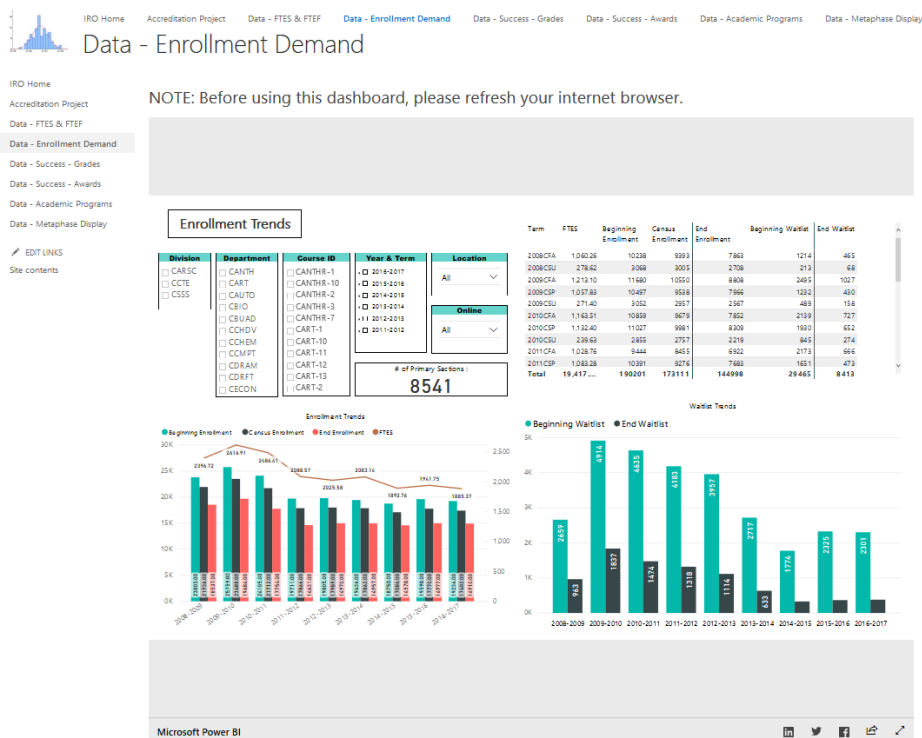 IRO Home Accreditation Project Data - FTES & FTEF Data - Enrollment Demand Data - Success - Grades Data - Success - Awards Data - Academic Programs Data - Metaphase Display
Data - Enrollment Demand
IRO Home
Accreditation Project
Data - FTES & FTEF
Data - Enrollment Demand
Data - Success - Grades
Data - Success - Awards
Data - Academic Programs
Data - Metaphase Display
EDIT LINKS
Site contents
NOTE: Before using this dashboard, please refresh your internet browser.
Enrollment Trends
Division
CARSC
CCTE
CSSS
Department
CANTH
CART
CAUTO
CBIO
CBUAD
CCHDV
CCHEM
CCMPT
CDRAM
CDRFT
CECON
Course ID
CANTHR-1
CANTHR-10
CANTHR-2
CANTHR-3
CANTHR-7
CART-1
CART-10
CART-11
CART-12
CART-13
CART-2
Year & Term
2016-2017
2015-2016
2014-2015
2013-2014
2012-2013
2011-2012
Location
All
Online
All
# of Primary Sections :
8541
Term FTES Beginning Enrollment Census Enrollment End Enrollment Beginning Waitlist End Waitlist
2008CFA 1,060.26 10238 9393 7863 1214 465
2008CSU 278.62 3068 3005 2708 213 68
2009CFA 1,213.10 11680 10550 8808 2495 1027
2009CSP 1,057.83 10497 9538 7966 1232 430
2009CSU 271.40 3052 2957 2567 489 158
2010CFA 1,163.51 10859 9679 7852 2139 727
2010CSP 1,132.40 11027 9981 8309 1930 652
2010CSU 239.63 2855 2757 2219 845 274
2011CFA 1,028.76 9444 8455 6922 2173 666
2011CSP 1,083.28 10391 9276 7683 1651 473
Total 19,417.... 190201 173111 144998 29465 8413
Enrollment Trends
Beginning Enrollment Census Enrollment End Enrollment FTES
30K
25K
20K
15K
10K
5K
0K
2,500
2,000
1,500
1,000
500
0
2396.72
2616.91
2486.41
2088.57
2025.58
2083.14
1892.76
1941.75
1885.37
2008-2009
2009-2010
2010-2011
2011-2012
2012-2013
2013-2014
2014-2015
2015-2016
2016-2017
Waitlist Trends
Beginning Waitlist End Waitlist
5K
4K
3K
2K
1K
0K
2659
963
4914
1837
4635
1474
4183
1318
3957
1114
2717
633
1774
2325
2301
2008-2009 2009-2010 2010-2011 2011-2012 2012-2013 2013-2014 2014-2015 2015-2016 2016-2017
Microsoft Power BI